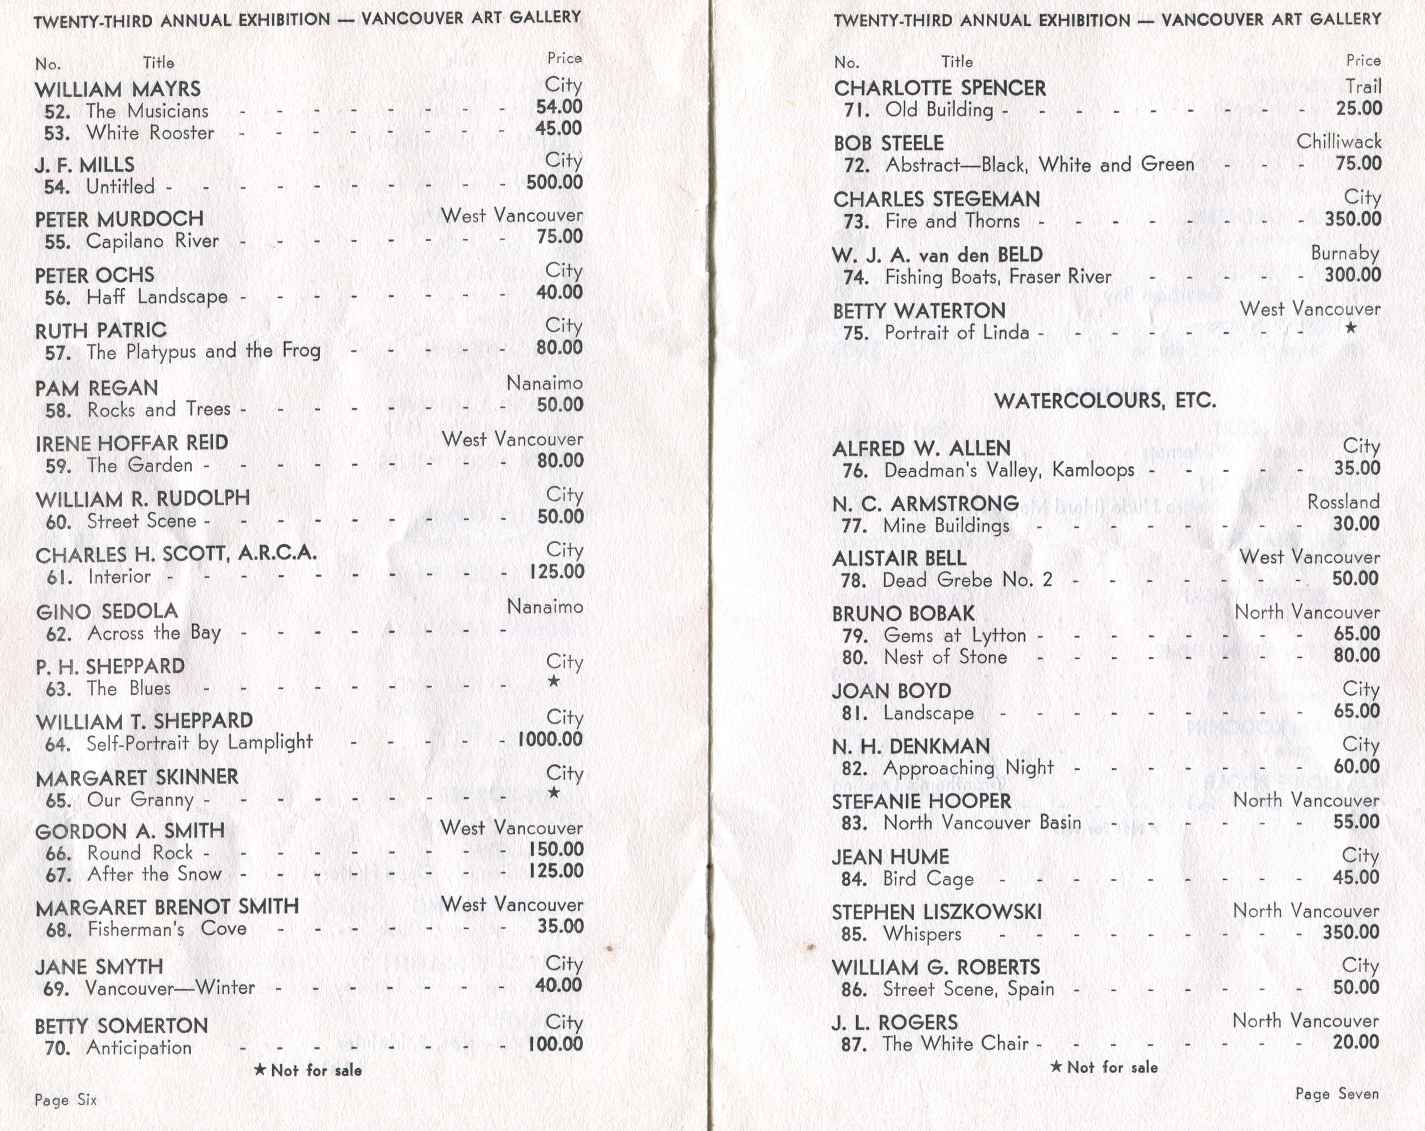 TWENTY-THIRD ANNUAL EXHIBITION — VANCOUVER ART GALLERY
No. Title Price
WILLIAM MAYRS City
52. The Musicians - - - - - - - - 54.00
53. White Rooster - - - - - - - - 45.00
J. F. MILLS City
54. Untitled - - - - - - - - - - 500.00
PETER MURDOCH West Vancouver
55. Capilano River - - - - - - - - 75.00
PETER OCHS City
56. Haff Landscape - - - - - - - - 40.00
RUTH PATRIC City
57. The Platypus and the Frog - - - - - 80.00
PAM REGAN Nanaimo
58. Rocks and Trees - - - - - - - - 50.00
IRENE HOFFAR REID West Vancouver
59. The Garden - - - - - - - - - 80.00
WILLIAM R. RUDOLPH City
60. Street Scene - - - - - - - - - 50.00
CHARLES H. SCOTT, A.R.C.A. City
61. Interior - - - - - - - - - - 125.00
GINO SEDOLA Nanaimo
62. Across the Bay - - - - - - - -
P. H. SHEPPARD City
63. The Blues - - - - - - - - - ★
WILLIAM T. SHEPPARD City
64. Self-Portrait by Lamplight - - - - - 1000.00
MARGARET SKINNER City
65. Our Granny - - - - - - - - - ★
GORDON A. SMITH West Vancouver
66. Round Rock - - - - - - - - - 150.00
67. After the Snow - - - - - - - - 125.00
MARGARET BRENOT SMITH West Vancouver
68. Fisherman's Cove - - - - - - - 35.00
JANE SMYTH City
69. Vancouver—Winter - - - - - - - 40.00
BETTY SOMERTON City
70. Anticipation - - - - - - - - 100.00
★ Not for sale
Page Six
TWENTY-THIRD ANNUAL EXHIBITION — VANCOUVER ART GALLERY
No. Title Price
CHARLOTTE SPENCER Trail
71. Old Building - - - - - - - - - 25.00
BOB STEELE Chilliwack
72. Abstract—Black, White and Green - - - 75.00
CHARLES STEGEMAN City
73. Fire and Thorns - - - - - - - - 350.00
W. J. A. van den BELD Burnaby
74. Fishing Boats, Fraser River - - - - - 300.00
BETTY WATERTON West Vancouver
75. Portrait of Linda - - - - - - - - ★
WATERCOLOURS, ETC.
ALFRED W. ALLEN City
76. Deadman's Valley, Kamloops - - - - - 35.00
N. C. ARMSTRONG Rossland
77. Mine Buildings - - - - - - - - 30.00
ALISTAIR BELL West Vancouver
78. Dead Grebe No. 2 - - - - - - - 50.00
BRUNO BOBAK North Vancouver
79. Gems at Lytton - - - - - - - - 65.00
80. Nest of Stone - - - - - - - - 80.00
JOAN BOYD City
81. Landscape - - - - - - - - - 65.00
N. H. DENKMAN City
82. Approaching Night - - - - - - - 60.00
STEFANIE HOOPER North Vancouver
83. North Vancouver Basin - - - - - - 55.00
JEAN HUME City
84. Bird Cage - - - - - - - - - 45.00
STEPHEN LISZKOWSKI North Vancouver
85. Whispers - - - - - - - - - 350.00
WILLIAM G. ROBERTS City
86. Street Scene, Spain - - - - - - - 50.00
J. L. ROGERS North Vancouver
87. The White Chair - - - - - - - - 20.00
★ Not for sale
Page Seven